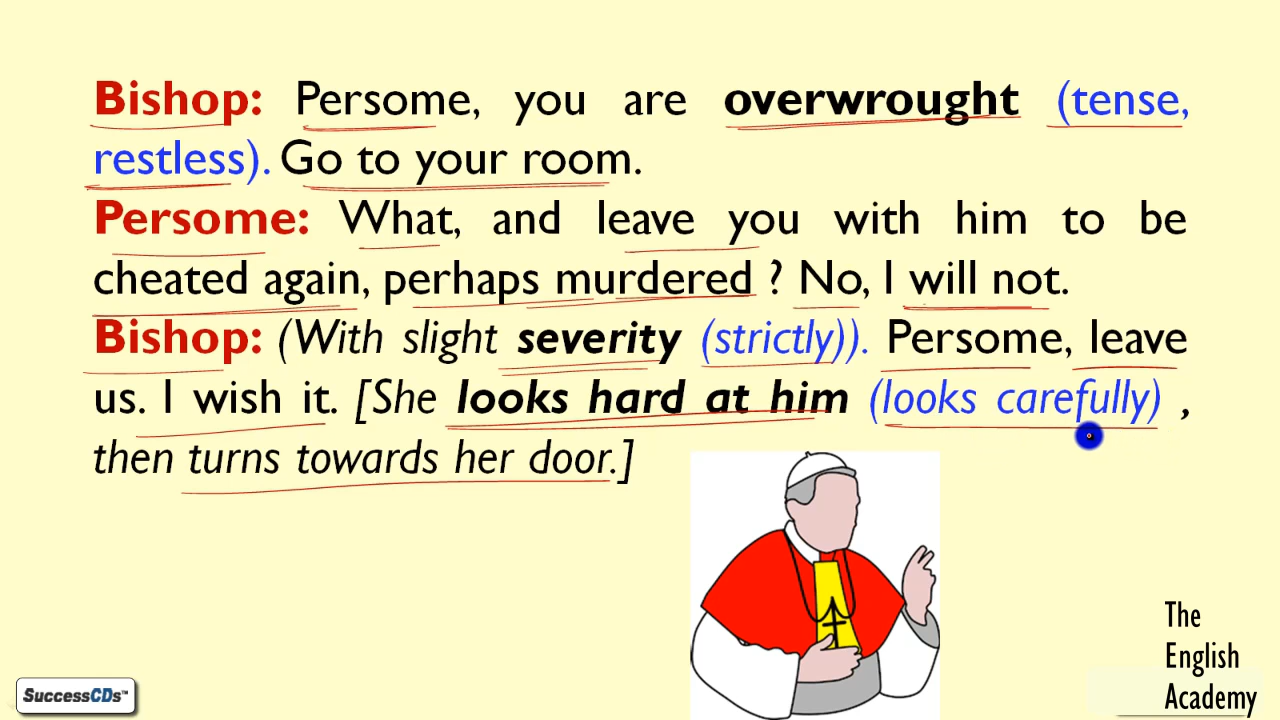 Bishop: Persome, you are overwrought (tense,
restless). Go to your room.
Persome: What, and leave you with him to be
cheated again, perhaps murdered ? No, I will not.
Bishop: (With slight severity (strictly)). Persome, leave
us. I wish it. [She looks hard at him (looks carefully) ,
then turns towards her door.]
The
English
Academy
SuccessCDs™